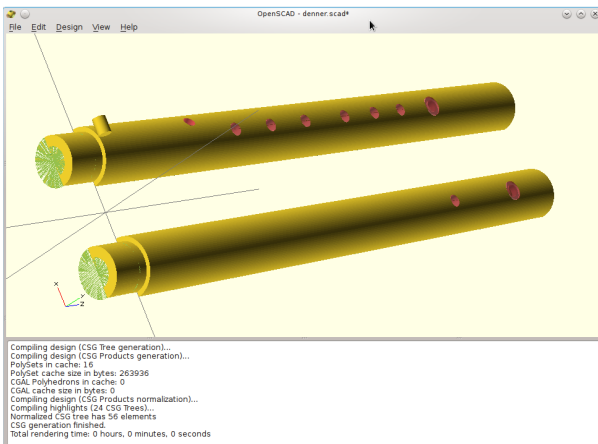 OpenSCAD - denner.scad*
File Edit Design View Help
X
Y
Z
Compiling design (CSG Tree generation)...
Compiling design (CSG Products generation)...
PolySets in cache: 16
PolySet cache size in bytes: 263936
CGAL Polyhedrons in cache: 0
CGAL cache size in bytes: 0
Compiling design (CSG Products normalization)...
Compiling highlights (24 CSG Trees)...
Normalized CSG tree has 56 elements
CSG generation finished.
Total rendering time: 0 hours, 0 minutes, 0 seconds